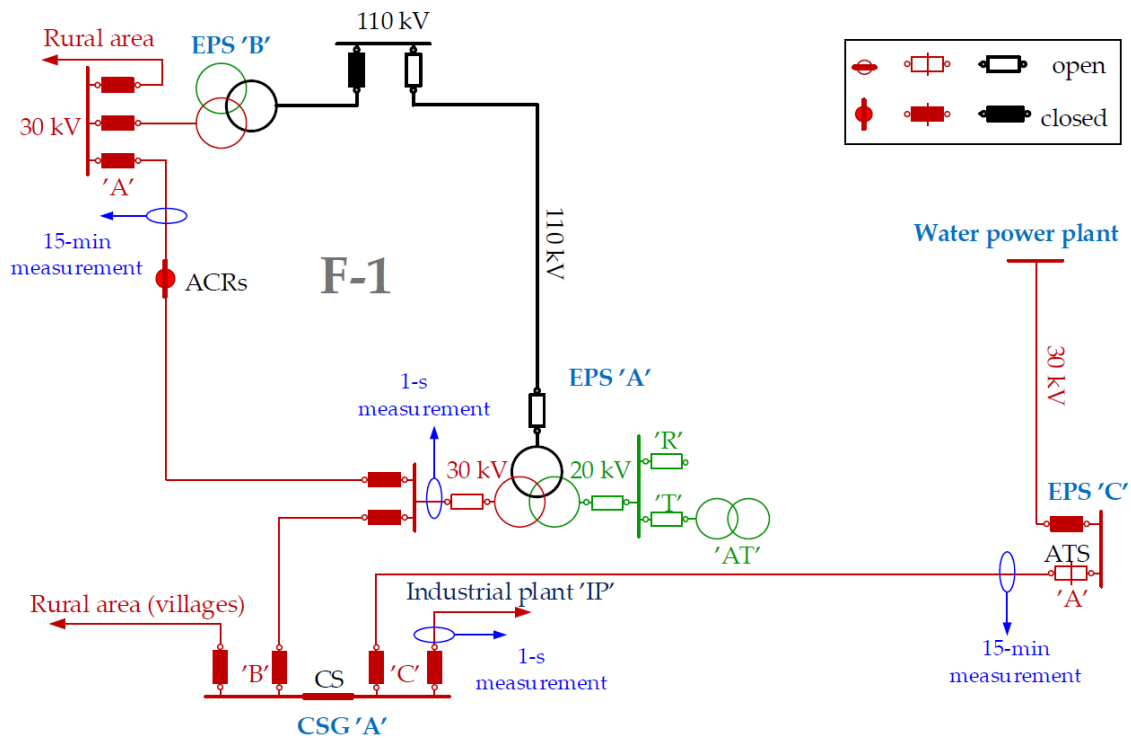 110 kV
Rural area
EPS 'B'
open
closed
30 kV
'A'
15-min
measurement
ACRs
F-1
110 kV
Water power plant
30 kV
EPS 'A'
1-s
measurement
30 kV
20 kV
'R'
'T'
'AT'
EPS 'C'
ATS
'A'
Industrial plant 'IP'
Rural area (villages)
'B'
CS
'C'
1-s
measurement
15-min
measurement
CSG 'A'